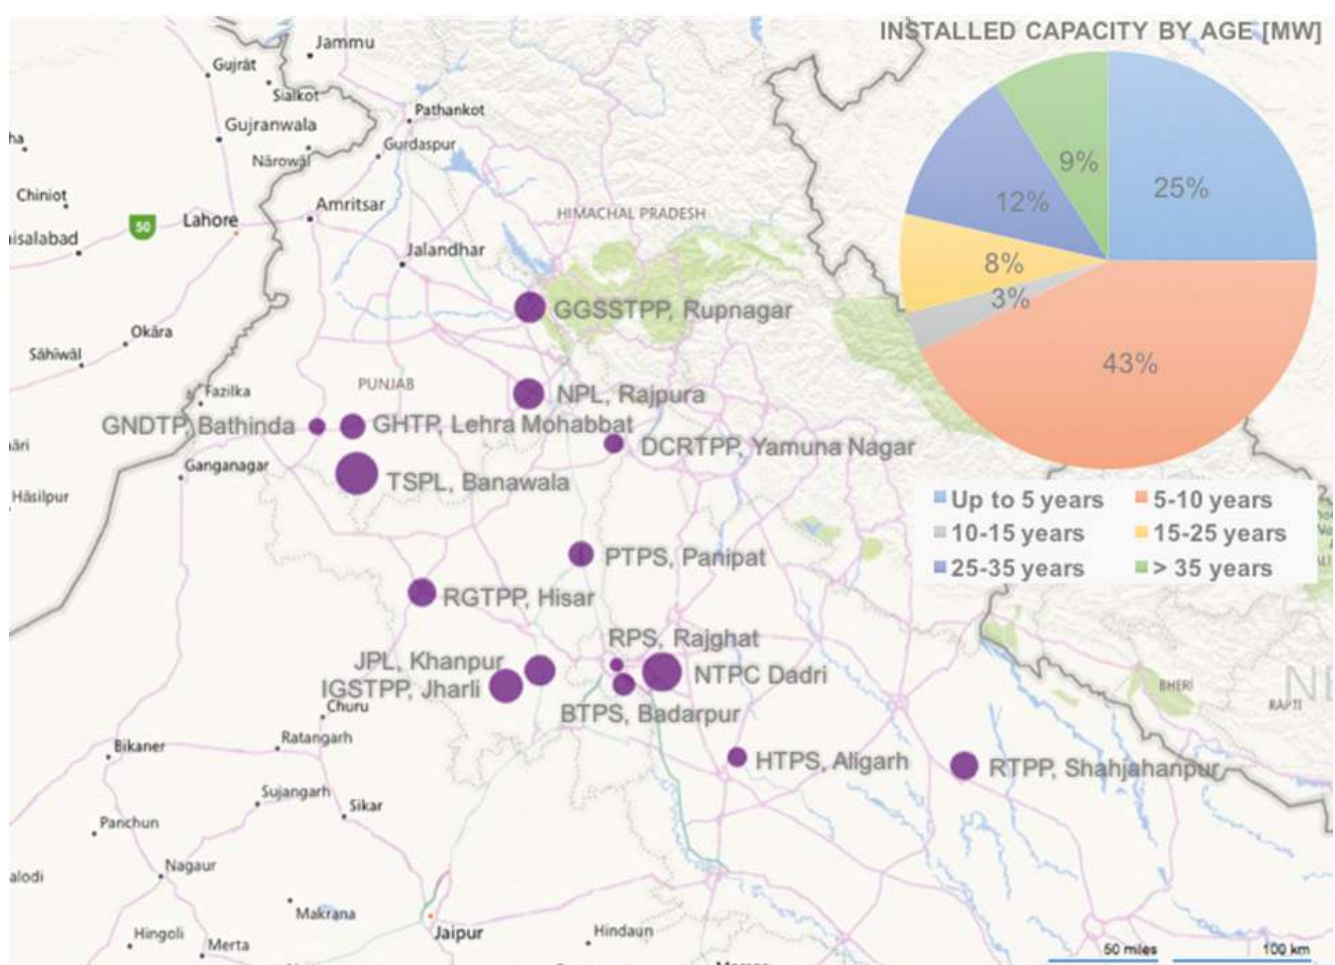 INSTALLED CAPACITY BY AGE [MW]
Jammu
Gujrāt
Sialkot
Pathankot
Gujranwala
Gurdaspur
Nārowāl
9%
25%
Chiniot
12%
Amritsar
HIMACHAL PRADESH
50
Lahore
Jalandhar
8%
3%
GGSSTPP, Rupnagar
Okāra
Sāhīwāl
43%
PUNJAB
Fazilka
NPL, Rajpura
GNDTP, Bathinda
GHTP, Lehra Mohabbat
DCRTPP, Yamuna Nagar
Ganganagar
TSPL, Banawala
Hāsilpur
Up to 5 years
5-10 years
10-15 years
15-25 years
25-35 years
> 35 years
PTPS, Panipat
RGTPP, Hisar
RPS, Rajghat
JPL, Khanpur
NTPC Dadri
IGSTPP, Jharli
BHERI
RAPTI
Churu
BTPS, Badarpur
Ratangarh
Bikaner
HTPS, Aligarh
RTPP, Shahjahanpur
Sujangarh
Sikar
Panchun
Nagaur
Makrana
Jaipur
Hingoli
Merta
Hindaun
50 miles
100 km